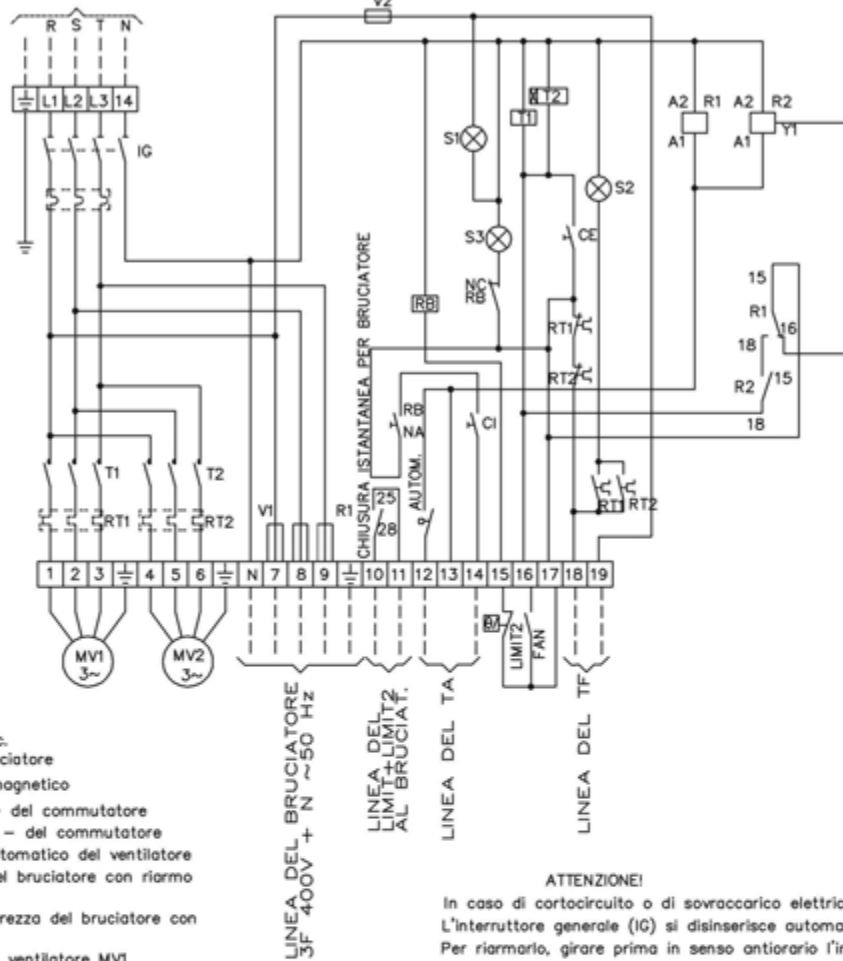 V2
R S T N
L1 L2 L3 14
IG
S1
T2
T1
A2 R1
A1
A2 R2
A1
Y1
S2
S3
CE
NC
RB
RB
RT1
RT2
15
R1
16
18
R2
15
18
CHIUSURA ISTANTANEA PER BRUCIATORE
RB
NA
CI
AUTOM.
T1
T2
RT1
RT2
V1
R1
25
28
RT1
RT2
1 2 3 4 5 6 N 7 8 9 10 11 12 13 14 15 16 17 18 19
MV1
3~
MV2
3~
LIMIT2
FAN
LINEA DEL BRUCIATORE
3F 400V + N ~50 Hz
LINEA DEL
LIMIT+LIMIT2
AL BRUCIAT.
LINEA DEL TA
LINEA DEL TF
c.
ciatore
agnetico
del commutatore
– del commutatore
tomatico del ventilatore
el bruciatore con riarmo
rezza del bruciatore con
ventilatore MV1
ATTENZIONE!
In caso di cortocircuito o di sovraccarico elettric
L'interruttore generale (IG) si disinserisce automa
Per riarmarlo, girare prima in senso antiorario l'in